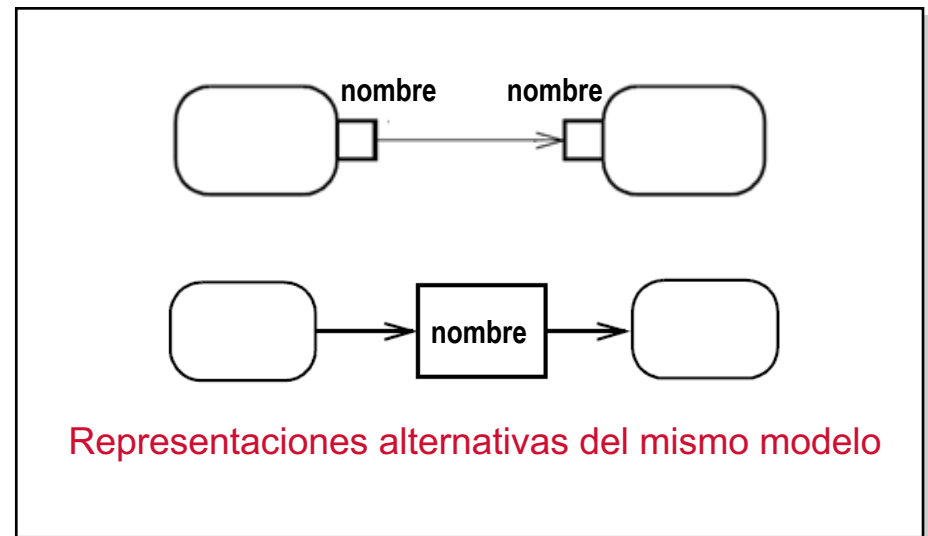 nombre nombre
nombre
Representaciones alternativas del mismo modelo